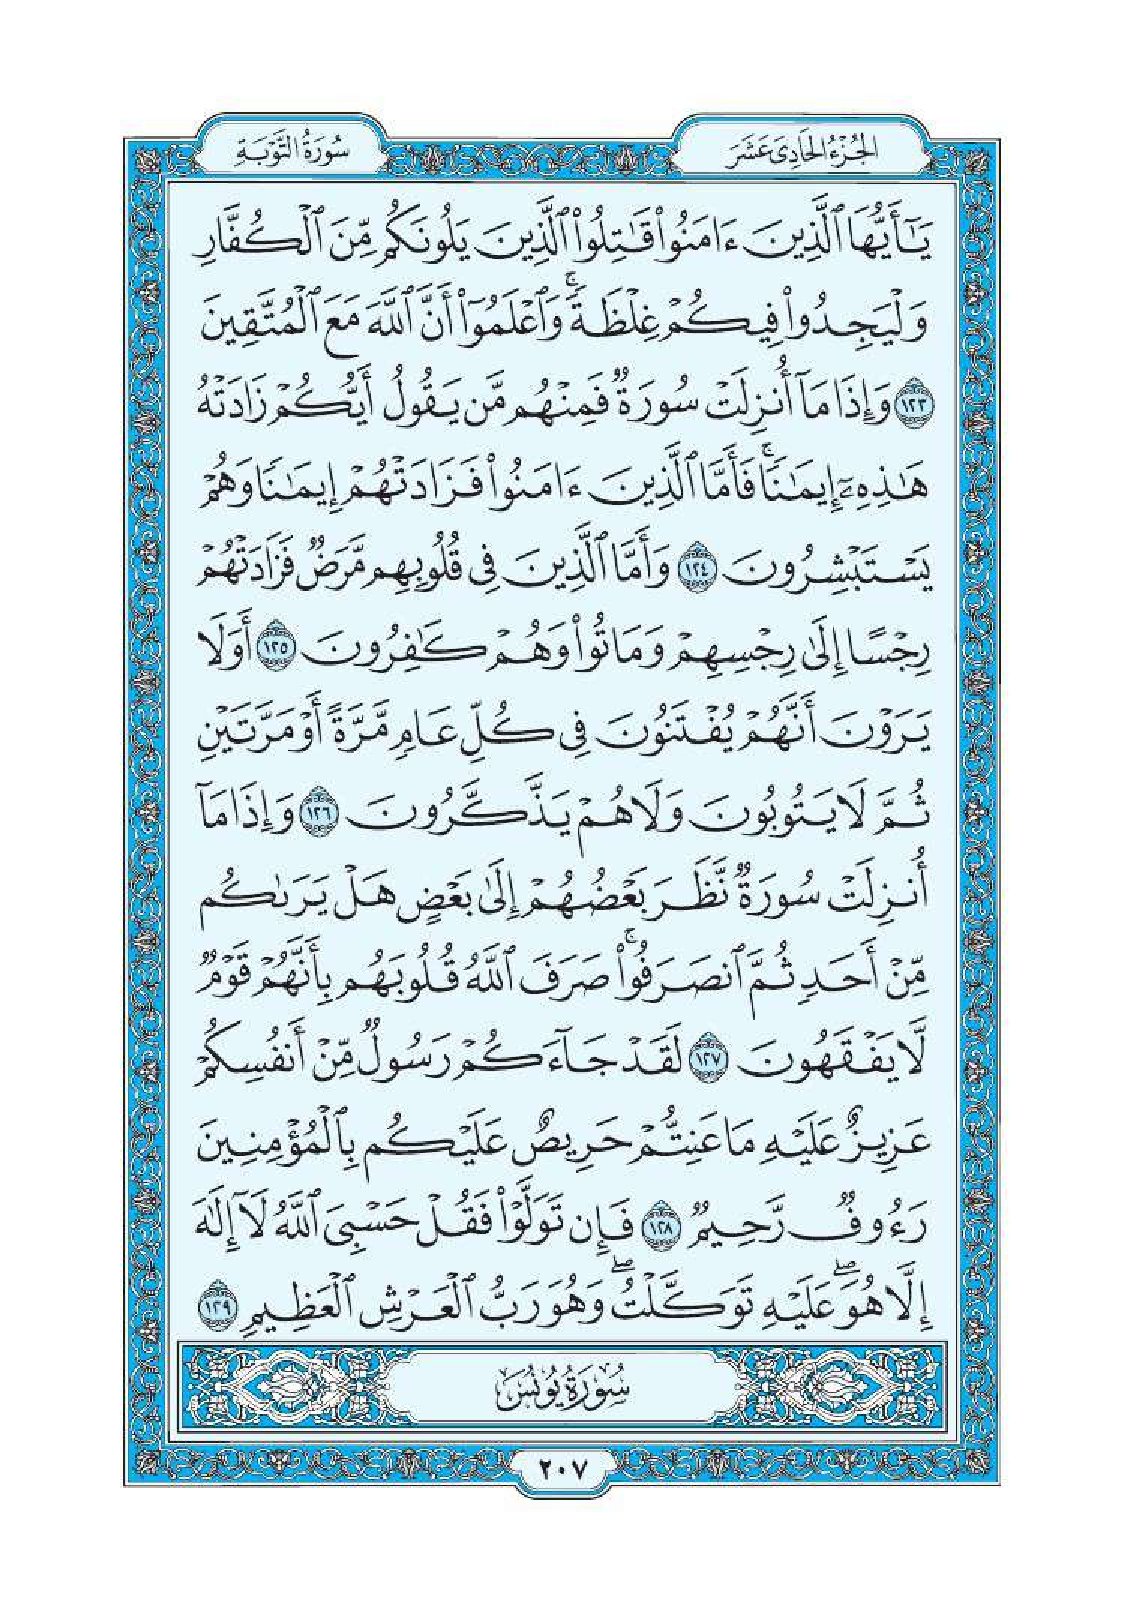 الجُزْءُ الحَادِى عَشَرَ
سُورَةُ التَّوْبَةِ
يَٰٓأَيُّهَا ٱلَّذِينَ ءَامَنُوا۟ قَٰتِلُوا۟ ٱلَّذِينَ يَلُونَكُم مِّنَ ٱلْكُفَّارِ
وَلْيَجِدُوا۟ فِيكُمْ غِلْظَةً ۚ وَٱعْلَمُوٓا۟ أَنَّ ٱللَّهَ مَعَ ٱلْمُتَّقِينَ
١٢٣ وَإِذَا مَآ أُنزِلَتْ سُورَةٌ فَمِنْهُم مَّن يَقُولُ أَيُّكُمْ زَادَتْهُ
هَٰذِهِۦٓ إِيمَٰنًا ۚ فَأَمَّا ٱلَّذِينَ ءَامَنُوا۟ فَزَادَتْهُمْ إِيمَٰنًا وَهُمْ
يَسْتَبْشِرُونَ ١٢٤ وَأَمَّا ٱلَّذِينَ فِى قُلُوبِهِم مَّرَضٌ فَزَادَتْهُمْ
رِجْسًا إِلَىٰ رِجْسِهِمْ وَمَاتُوا۟ وَهُمْ كَٰفِرُونَ ١٢٥ أَوَلَا
يَرَوْنَ أَنَّهُمْ يُفْتَنُونَ فِى كُلِّ عَامٍ مَّرَّةً أَوْ مَرَّتَيْنِ
ثُمَّ لَا يَتُوبُونَ وَلَا هُمْ يَذَّكَّرُونَ ١٢٦ وَإِذَا مَآ
أُنزِلَتْ سُورَةٌ نَّظَرَ بَعْضُهُمْ إِلَىٰ بَعْضٍ هَلْ يَرَىٰكُم
مِّنْ أَحَدٍ ثُمَّ ٱنصَرَفُوا۟ ۚ صَرَفَ ٱللَّهُ قُلُوبَهُم بِأَنَّهُمْ قَوْمٌ
لَّا يَفْقَهُونَ ١٢٧ لَقَدْ جَآءَكُمْ رَسُولٌ مِّنْ أَنفُسِكُمْ
عَزِيزٌ عَلَيْهِ مَا عَنِتُّمْ حَرِيصٌ عَلَيْكُم بِٱلْمُؤْمِنِينَ
رَءُوفٌ رَّحِيمٌ ١٢٨ فَإِن تَوَلَّوْا۟ فَقُلْ حَسْبِىَ ٱللَّهُ لَآ إِلَٰهَ
إِلَّا هُوَ ۖ عَلَيْهِ تَوَكَّلْتُ ۖ وَهُوَ رَبُّ ٱلْعَرْشِ ٱلْعَظِيمِ ١٢٩
سُورَةُ يُونُسَ
٢٠٧